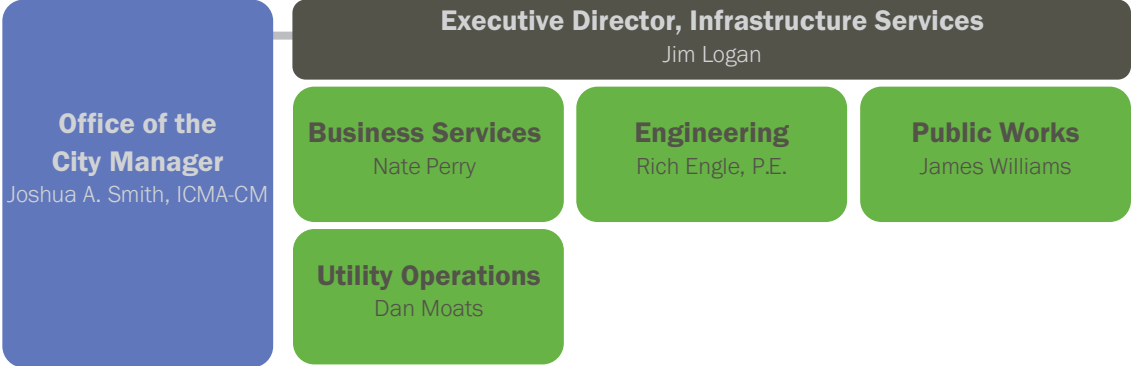 Executive Director, Infrastructure Services
Jim Logan
Office of the
City Manager
Joshua A. Smith, ICMA-CM
Business Services
Nate Perry
Engineering
Rich Engle, P.E.
Public Works
James Williams
Utility Operations
Dan Moats